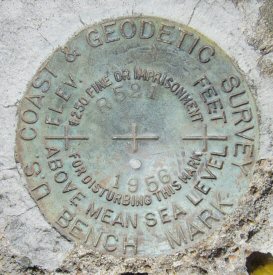 U.S. COAST & GEODETIC SURVEY
BENCH MARK
ELEV. FEET
ABOVE MEAN SEA LEVEL
$250 FINE OR IMPRISONMENT
FOR DISTURBING THIS MARK
1956